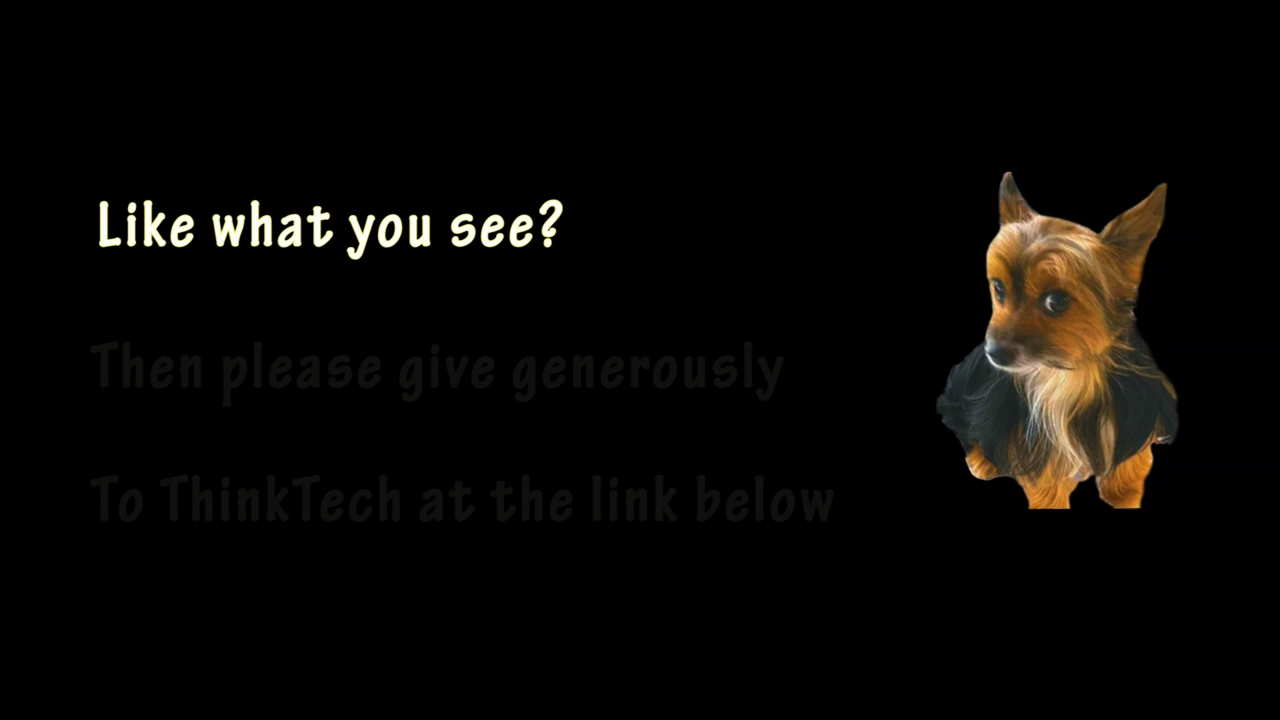 Like what you see?
Then please give generously
To ThinkTech at the link below